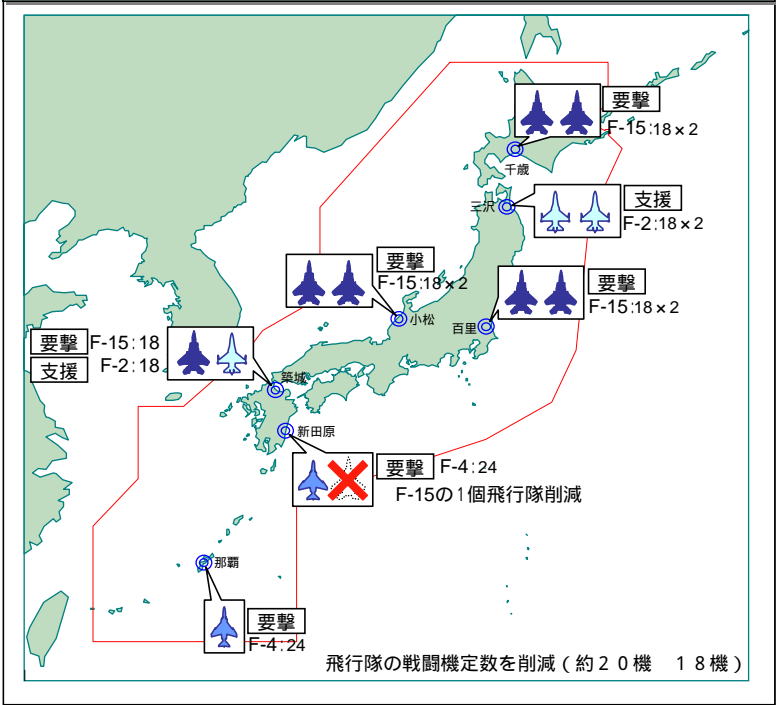 要撃
F-15:18×2
千歳
三沢
支援
F-2:18×2
要撃
F-15:18×2
小松
要撃
F-15:18×2
百里
要撃 F-15:18
支援 F-2:18
築城
新田原
要撃 F-4:24
F-15の1個飛行隊削減
那覇
要撃
F-4:24
飛行隊の戦闘機定数を削減(約20機 18機)